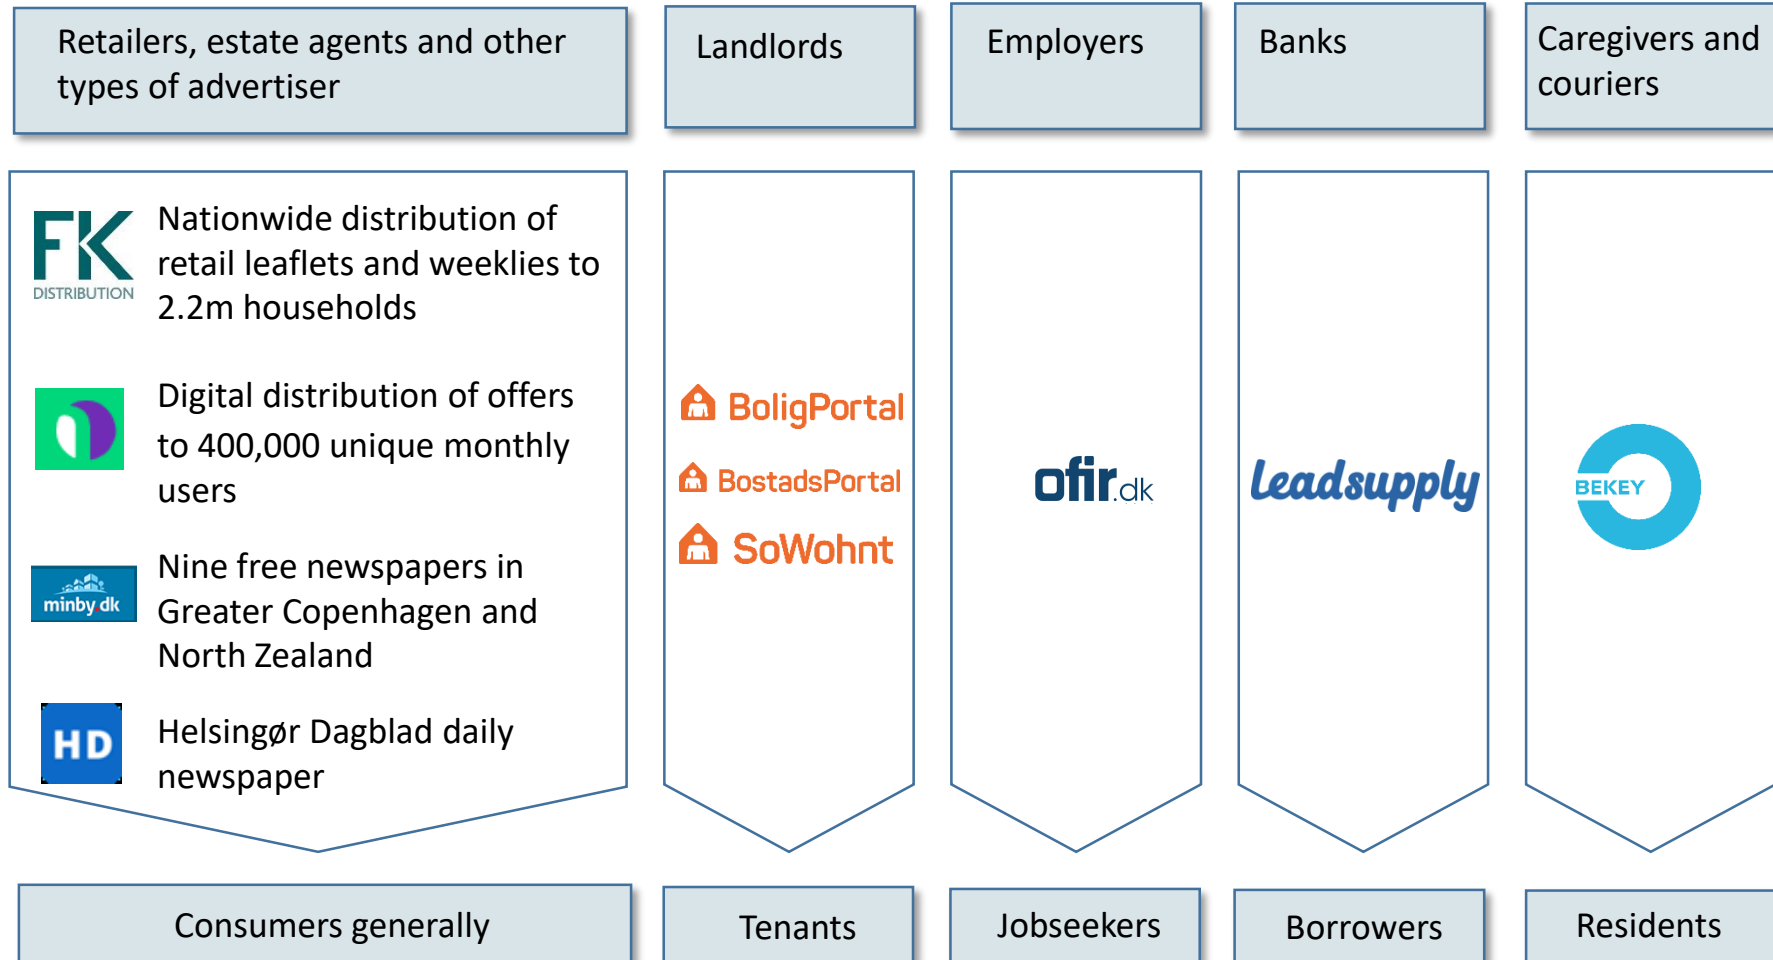 Retailers, estate agents and other
types of advertiser
Landlords
Employers
Banks
Caregivers and
couriers
FK
DISTRIBUTION
Nationwide distribution of
retail leaflets and weeklies to
2.2m households
Digital distribution of offers
to 400,000 unique monthly
users
minby.dk
Nine free newspapers in
Greater Copenhagen and
North Zealand
HD
Helsingør Dagblad daily
newspaper
BoligPortal
BostadsPortal
SoWohnt
ofir.dk
Leadsupply
BEKEY
Consumers generally
Tenants
Jobseekers
Borrowers
Residents